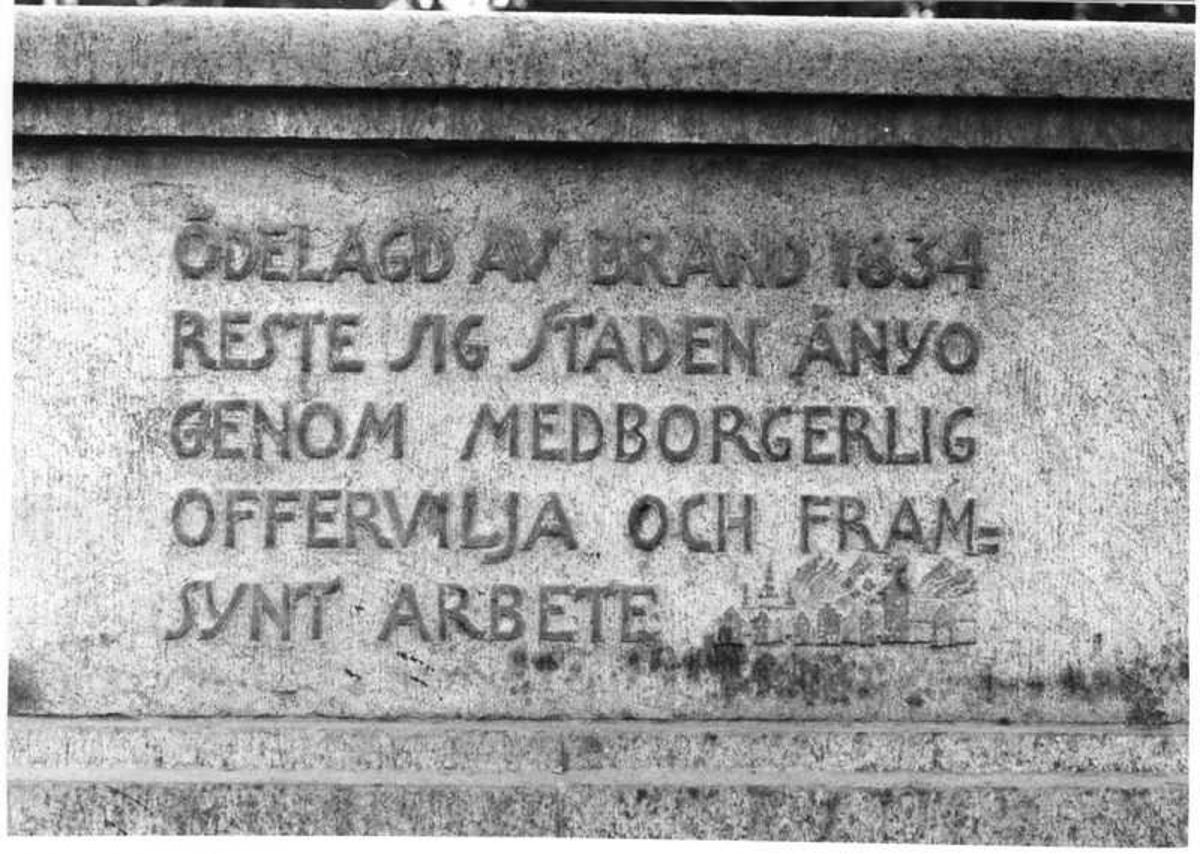 ÖDELAGD AV BRAND 1834
RESTE SIG STADEN ÅNYO
GENOM MEDBORGERLIG
OFFERVILJA OCH FRAM=
SYNT ARBETE